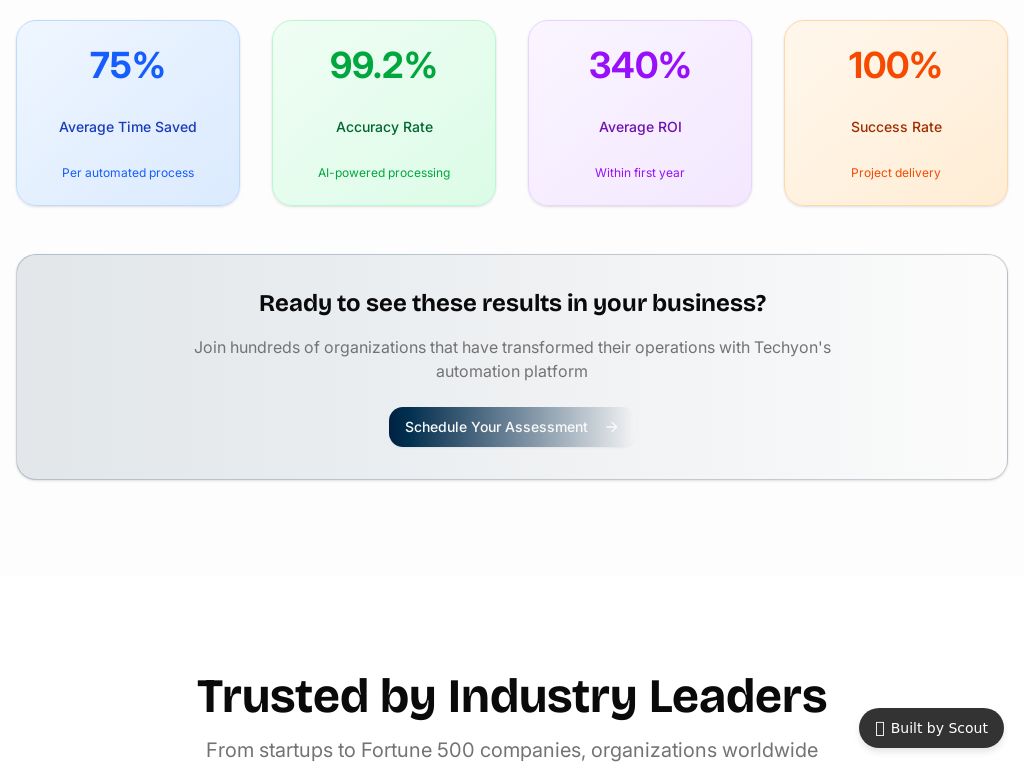 75%
99.2%
340%
100%
Average Time Saved
Accuracy Rate
Average ROI
Success Rate
Per automated process
AI-powered processing
Within first year
Project delivery
Ready to see these results in your business?
Join hundreds of organizations that have transformed their operations with Techyon's
automation platform
Schedule Your Assessment →
Trusted by Industry Leaders
From startups to Fortune 500 companies, organizations worldwide
Built by Scout